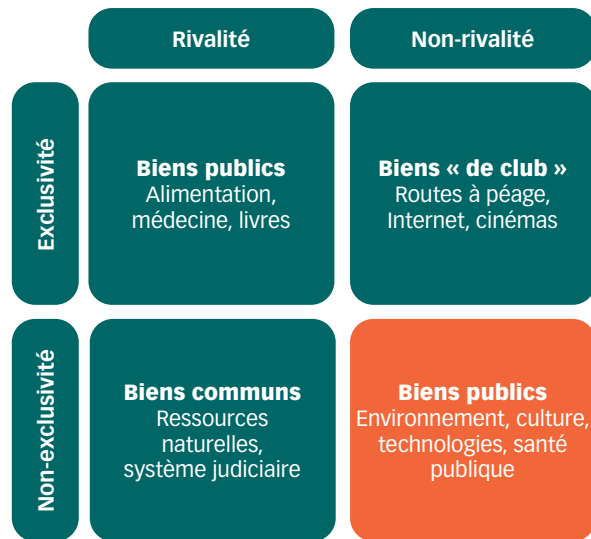 Rivalité
Non-rivalité
Exclusivité
Biens publics
Alimentation,
médecine, livres
Biens « de club »
Routes à péage,
Internet, cinémas
Non-exclusivité
Biens communs
Ressources
naturelles,
système judiciaire
Biens publics
Environnement, culture,
technologies, santé
publique